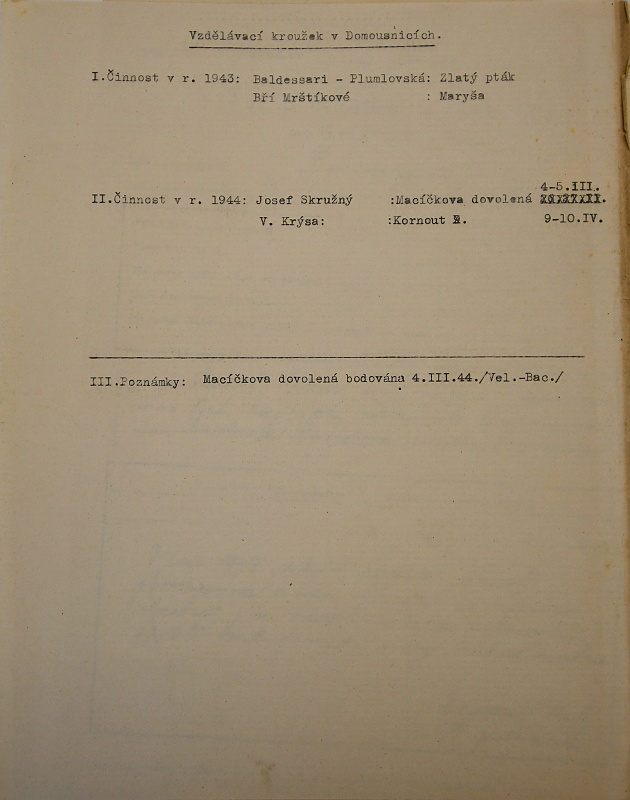 Vzdělávací kroužek v Domousnicích.
I.Činnost v r. 1943: Baldessari - Plumlovská: Zlatý pták
Bří Mrštíkové : Maryša
4-5.III.
II.Činnost v r. 1944: Josef Skružný :Macíčkova dovolená
V. Krýsa: :Kornout 2. 9-10.IV.
III.Poznámky: Macíčkova dovolená bodována 4.III.44./Vel.-Bac./